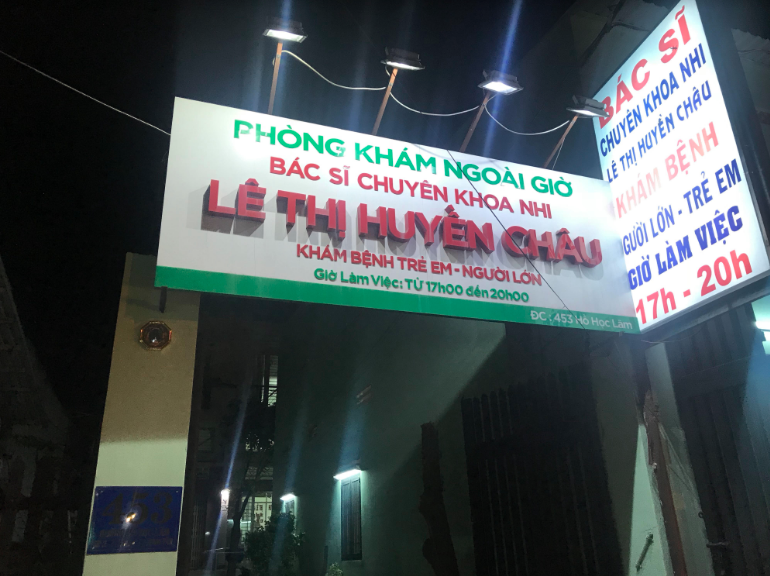 PHÒNG KHÁM NGOÀI GIỜ
BÁC SĨ CHUYÊN KHOA NHI
LÊ THỊ HUYỀN CHÂU
KHÁM BỆNH TRẺ EM - NGƯỜI LỚN
Giờ Làm Việc: TỪ 17h00 đến 20h00
ĐC : 453 Hồ Học Lãm
BÁC SĨ
CHUYÊN KHOA NHI
LÊ THỊ HUYỀN CHÂU
KHÁM BỆNH
NGƯỜI LỚN - TRẺ EM
GIỜ LÀM VIỆC
17h - 20h
453